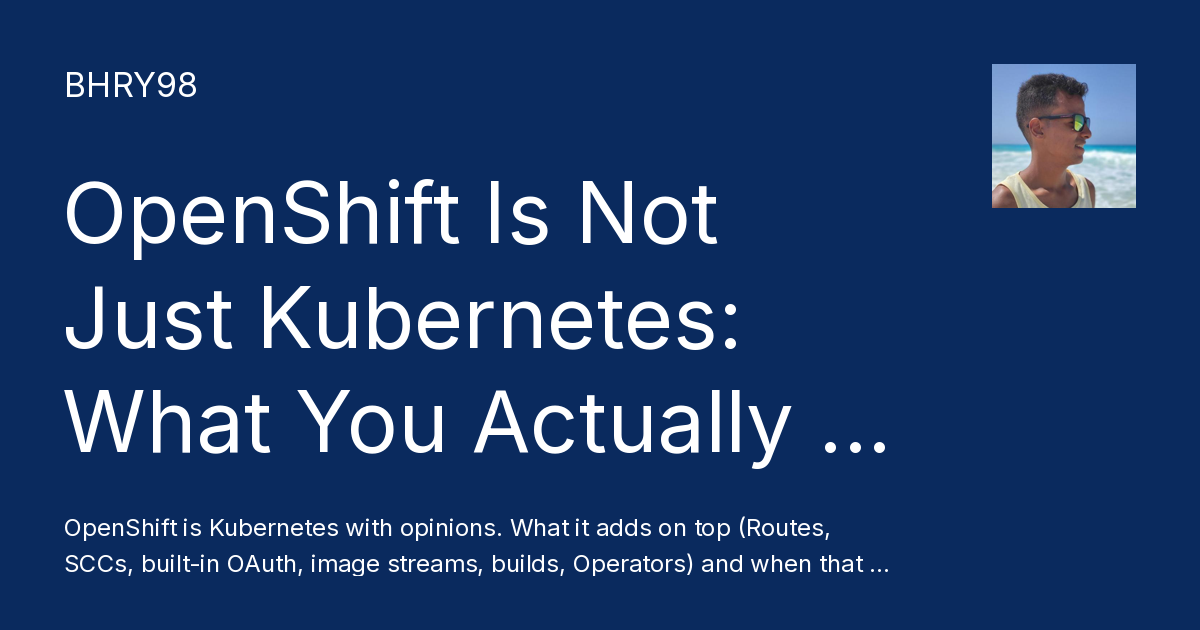 BHRY98
OpenShift Is Not
Just Kubernetes:
What You Actually ...
OpenShift is Kubernetes with opinions. What it adds on top (Routes,
SCCs, built-in OAuth, image streams, builds, Operators) and when that ...